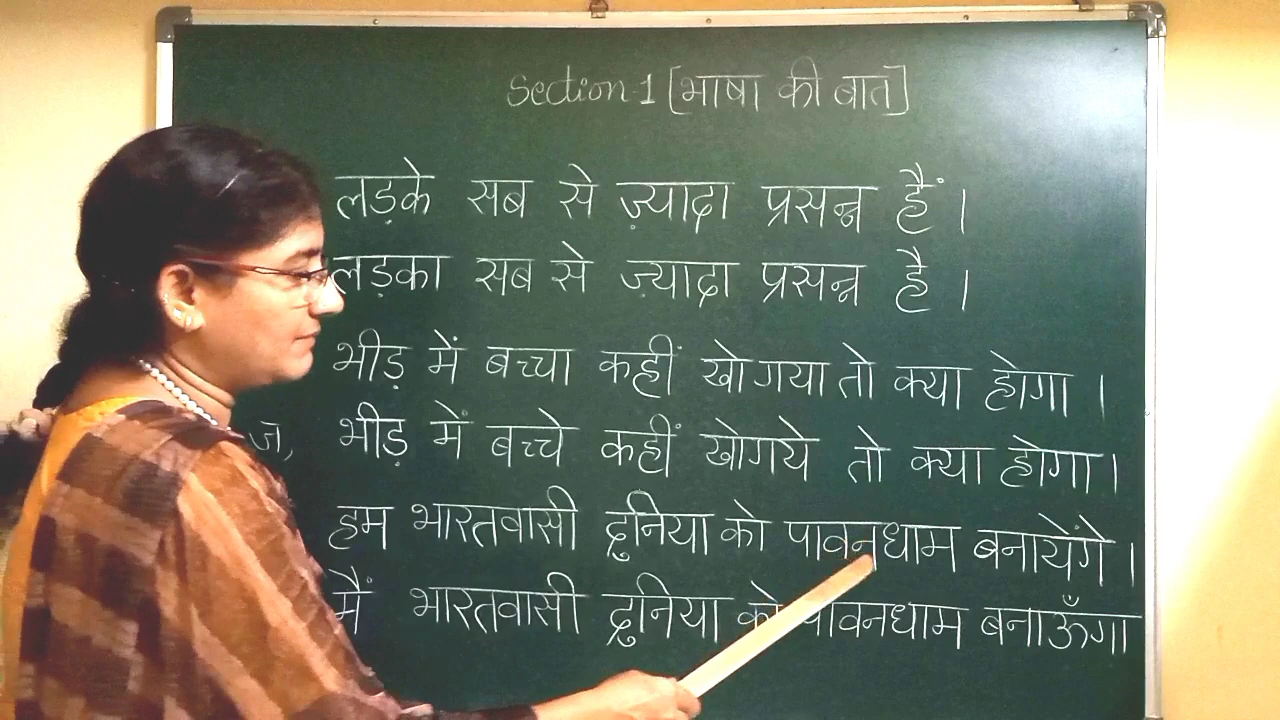 Section-1 [भाषा की बात]
लड़के सब से ज़्यादा प्रसन्न हैं ।
लड़का सब से ज़्यादा प्रसन्न है ।
भीड़ में बच्चा कहीं खो गया तो क्या होगा ।
ज, भीड़ में बच्चे कहीं खोगये तो क्या होगा ।
हम भारतवासी दुनिया को पावनधाम बनायेंगे ।
मैं भारतवासी दुनिया को पावनधाम बनाऊँगा